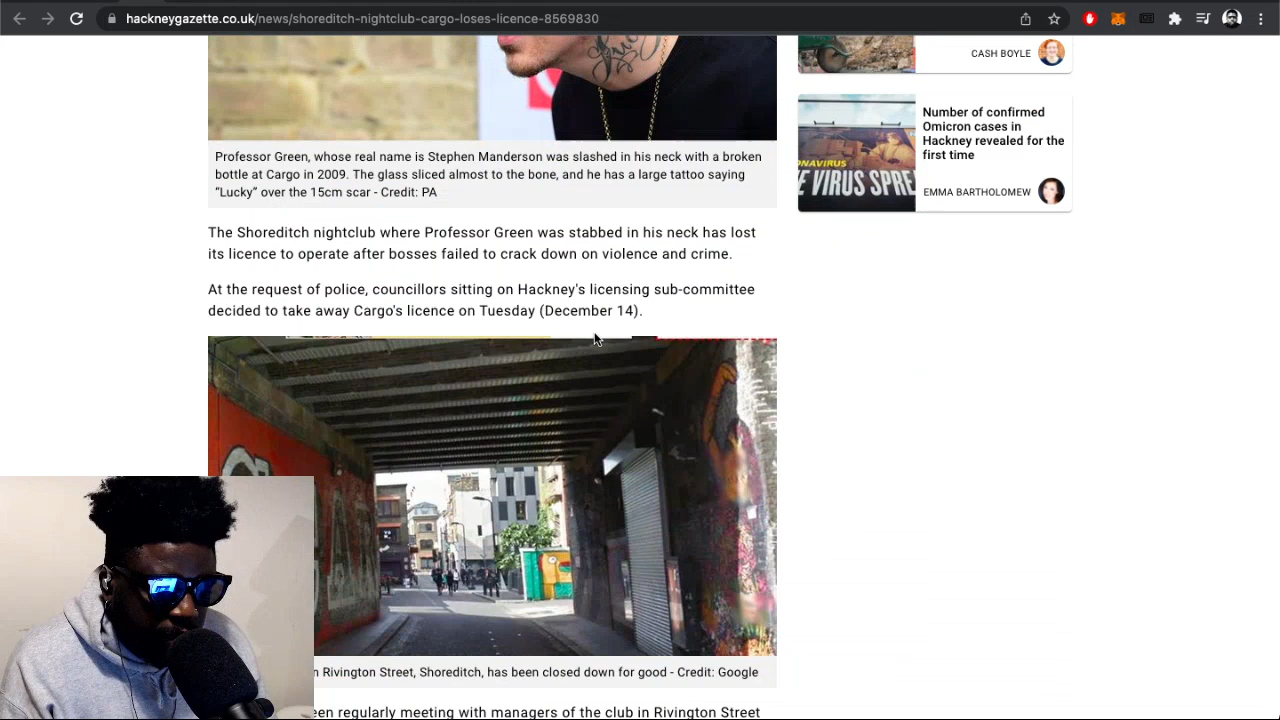 hackneygazette.co.uk/news/shoreditch-nightclub-cargo-loses-licence-8569830
CASH BOYLE
Number of confirmed
Omicron cases in
Hackney revealed for the
first time
EMMA BARTHOLOMEW
Professor Green, whose real name is Stephen Manderson was slashed in his neck with a broken
bottle at Cargo in 2009. The glass sliced almost to the bone, and he has a large tattoo saying
“Lucky” over the 15cm scar - Credit: PA
The Shoreditch nightclub where Professor Green was stabbed in his neck has lost
its licence to operate after bosses failed to crack down on violence and crime.
At the request of police, councillors sitting on Hackney's licensing sub-committee
decided to take away Cargo's licence on Tuesday (December 14).
Rivington Street, Shoreditch, has been closed down for good - Credit: Google
regularly meeting with managers of the club in Rivington Street